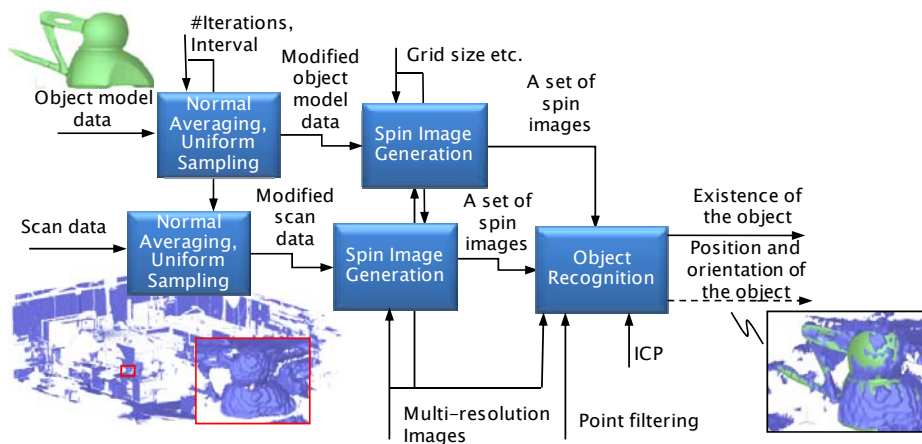 #Iterations,
Interval
Object model
data
Normal
Averaging,
Uniform
Sampling
Modified
object
model
data
Grid size etc.
Spin Image
Generation
A set of
spin
images
Scan data
Normal
Averaging,
Uniform
Sampling
Modified
scan
data
Spin Image
Generation
A set of
spin
images
Object
Recognition
Existence of
the object
Position and
orientation of
the object
ICP
Multi-resolution
Images
Point filtering